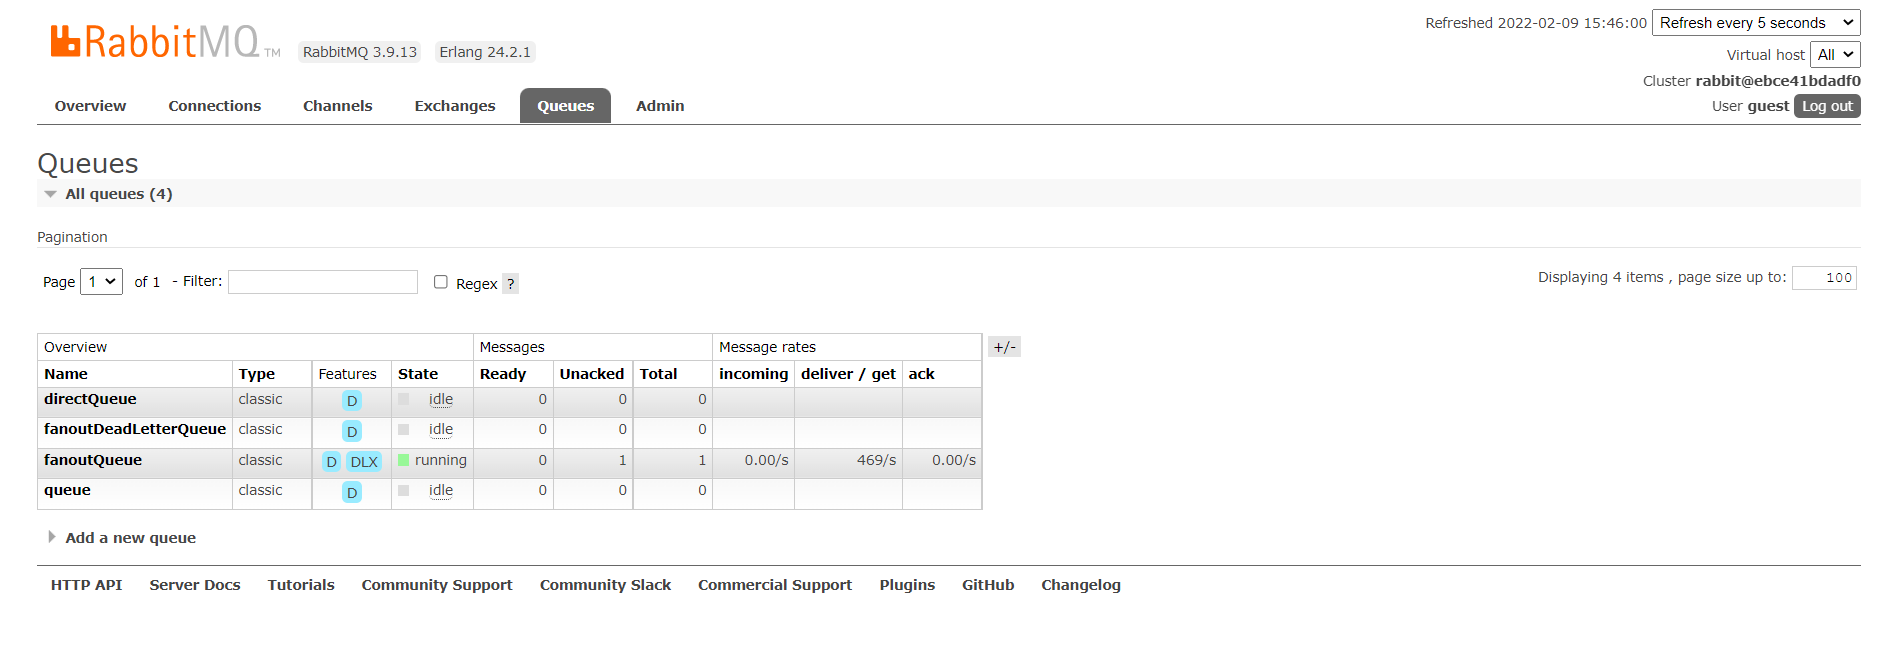 RabbitMQ TM RabbitMQ 3.9.13 Erlang 24.2.1
Refreshed 2022-02-09 15:46:00 Refresh every 5 seconds
Virtual host All
Cluster rabbit@ebce41bdadf0
User guest Log out
Overview Connections Channels Exchanges Queues Admin
Queues
All queues (4)
Pagination
Page 1 of 1 - Filter: Regex ?
Displaying 4 items , page size up to: 100
Overview Messages Message rates +/-
Name Type Features State Ready Unacked Total incoming deliver / get ack
directQueue classic D idle 0 0 0
fanoutDeadLetterQueue classic D idle 0 0 0
fanoutQueue classic D DLX running 0 1 1 0.00/s 469/s 0.00/s
queue classic D idle 0 0 0
Add a new queue
HTTP API Server Docs Tutorials Community Support Community Slack Commercial Support Plugins GitHub Changelog